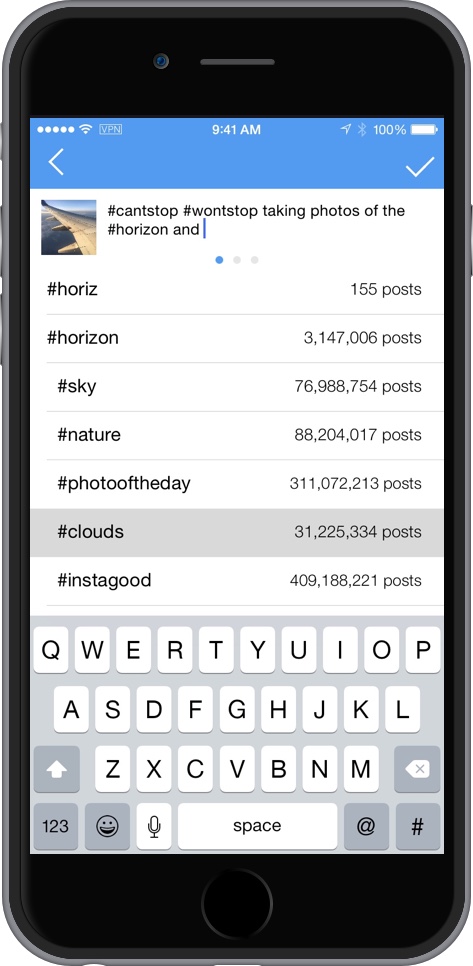 VPN 9:41 AM 100%
#cantstop #wontstop taking photos of the
#horizon and
#horiz 155 posts
#horizon 3,147,006 posts
#sky 76,988,754 posts
#nature 88,204,017 posts
#photooftheday 311,072,213 posts
#clouds 31,225,334 posts
#instagood 409,188,221 posts
Q W E R T Y U I O P
A S D F G H J K L
Z X C V B N M
123 space @ #